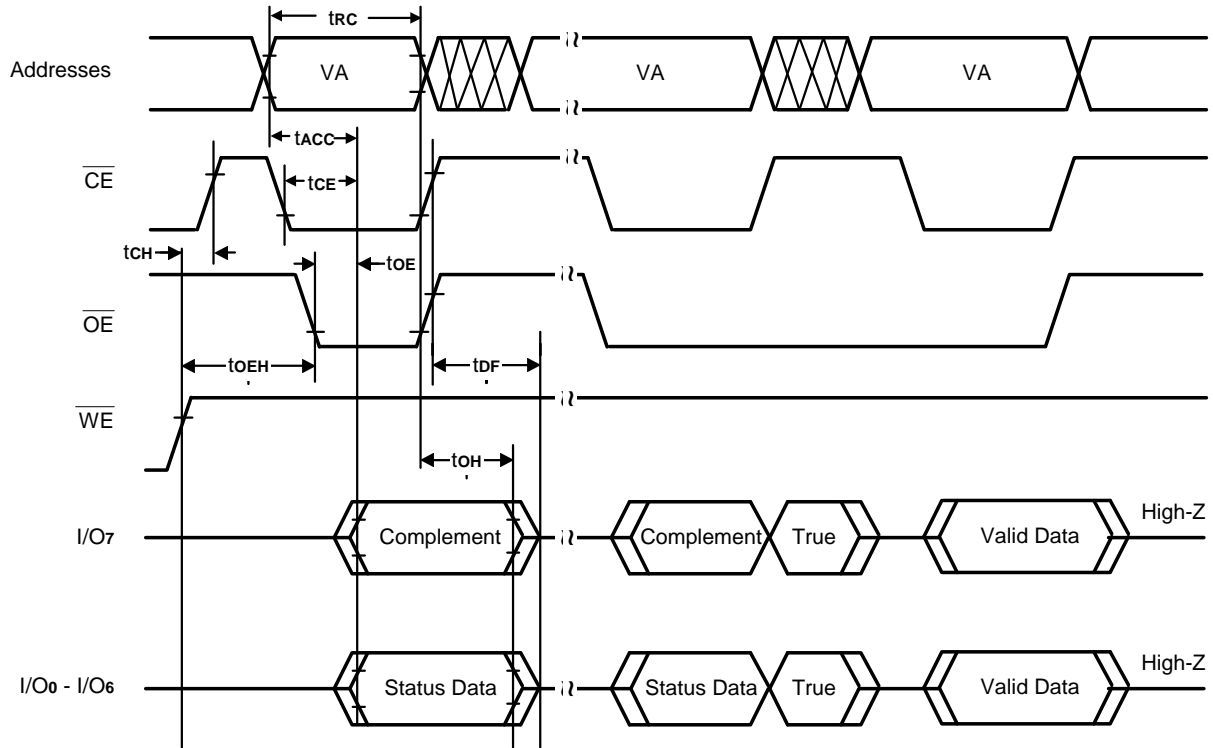 tRC
Addresses VA VA VA
tACC
CE tCE
tCH tOE
OE
tOEH tDF
WE
tOH
I/O7 Complement Complement True Valid Data High-Z
I/O0 - I/O6 Status Data Status Data True Valid Data High-Z